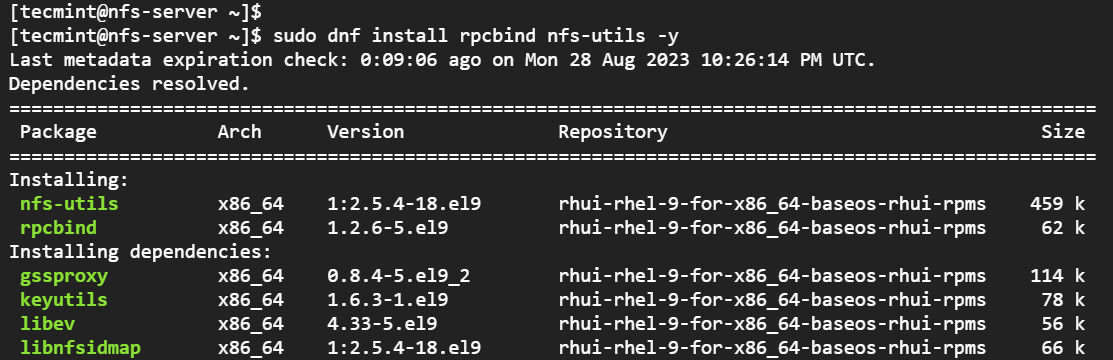 [tecmint@nfs-server ~]$
[tecmint@nfs-server ~]$ sudo dnf install rpcbind nfs-utils -y
Last metadata expiration check: 0:09:06 ago on Mon 28 Aug 2023 10:26:14 PM UTC.
Dependencies resolved.
===================================================================================================
Package Arch Version Repository Size
===================================================================================================
Installing:
nfs-utils x86_64 1:2.5.4-18.el9 rhui-rhel-9-for-x86_64-baseos-rhui-rpms 459 k
rpcbind x86_64 1.2.6-5.el9 rhui-rhel-9-for-x86_64-baseos-rhui-rpms 62 k
Installing dependencies:
gssproxy x86_64 0.8.4-5.el9_2 rhui-rhel-9-for-x86_64-baseos-rhui-rpms 114 k
keyutils x86_64 1.6.3-1.el9 rhui-rhel-9-for-x86_64-baseos-rhui-rpms 78 k
libev x86_64 4.33-5.el9 rhui-rhel-9-for-x86_64-baseos-rhui-rpms 56 k
libnfsidmap x86_64 1:2.5.4-18.el9 rhui-rhel-9-for-x86_64-baseos-rhui-rpms 66 k